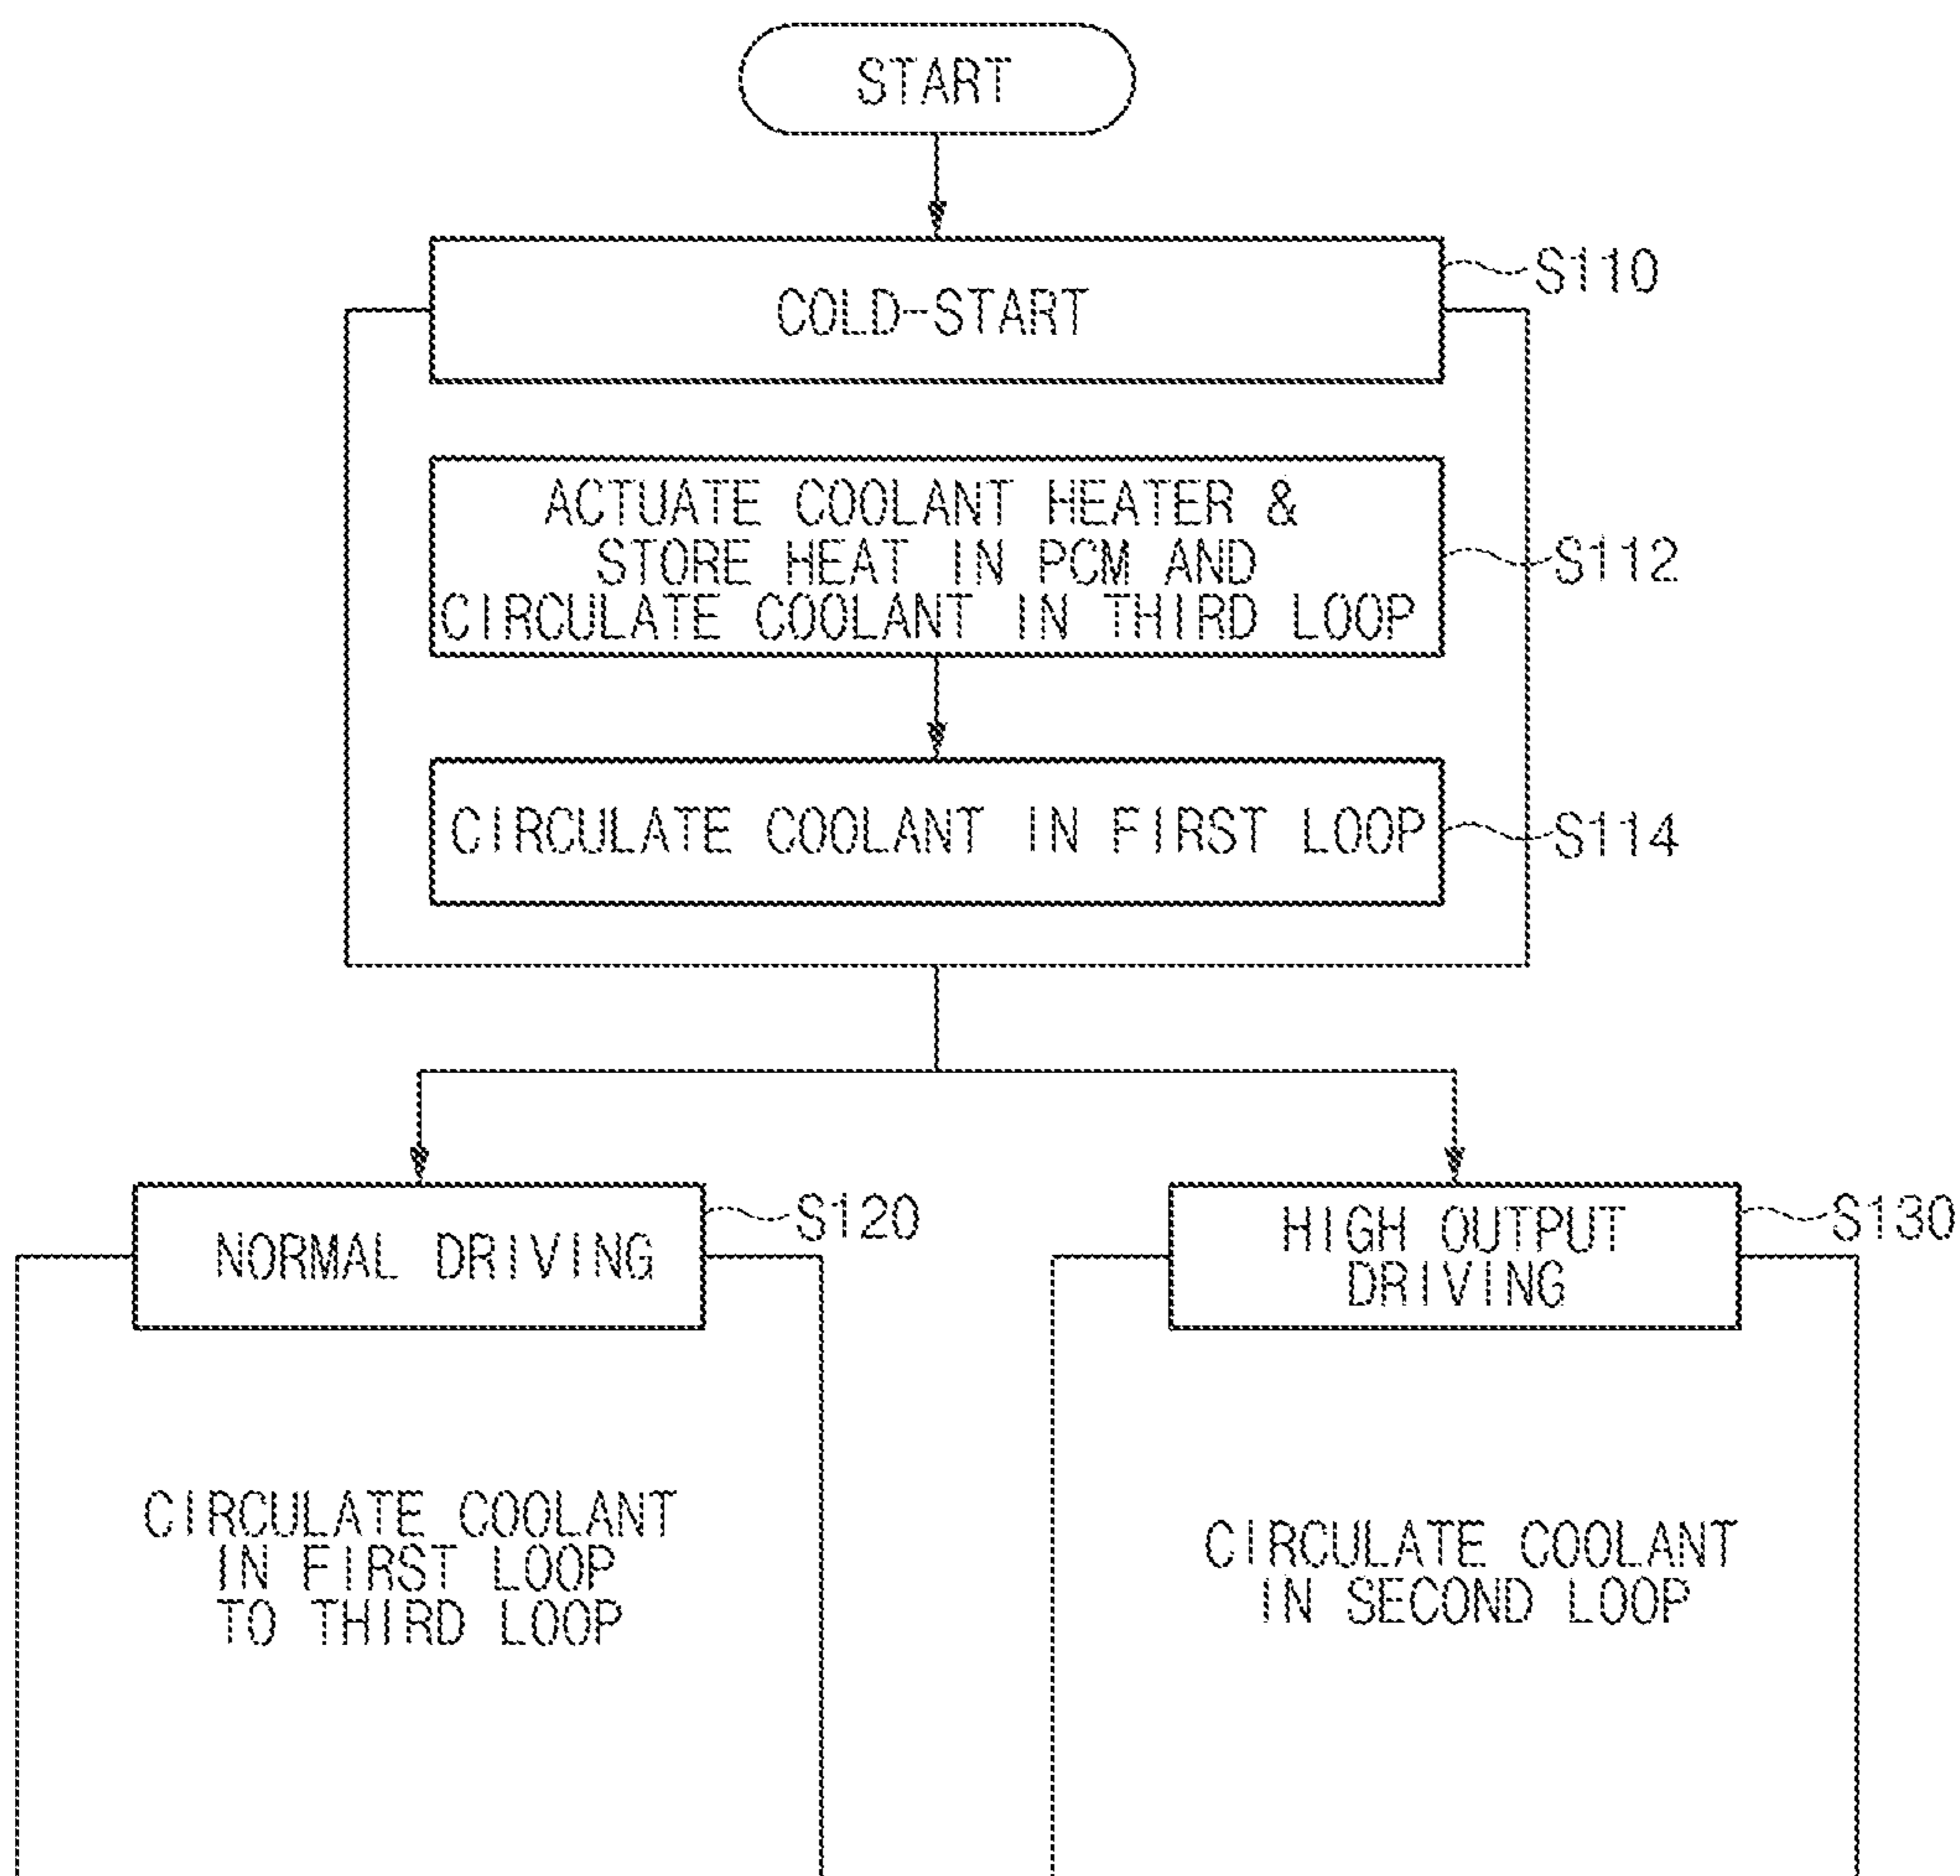 START
COLD-START
S110
ACTUATE COOLANT HEATER &
STORE HEAT IN PCM AND
CIRCULATE COOLANT IN THIRD LOOP
S112
CIRCULATE COOLANT IN FIRST LOOP
S114
NORMAL DRIVING
S120
HIGH OUTPUT
DRIVING
S130
CIRCULATE COOLANT
IN FIRST LOOP
TO THIRD LOOP
CIRCULATE COOLANT
IN SECOND LOOP